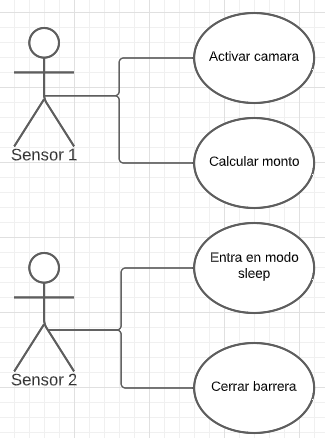 Activar camara
Sensor 1
Calcular monto
Entra en modo
sleep
Sensor 2
Cerrar barrera